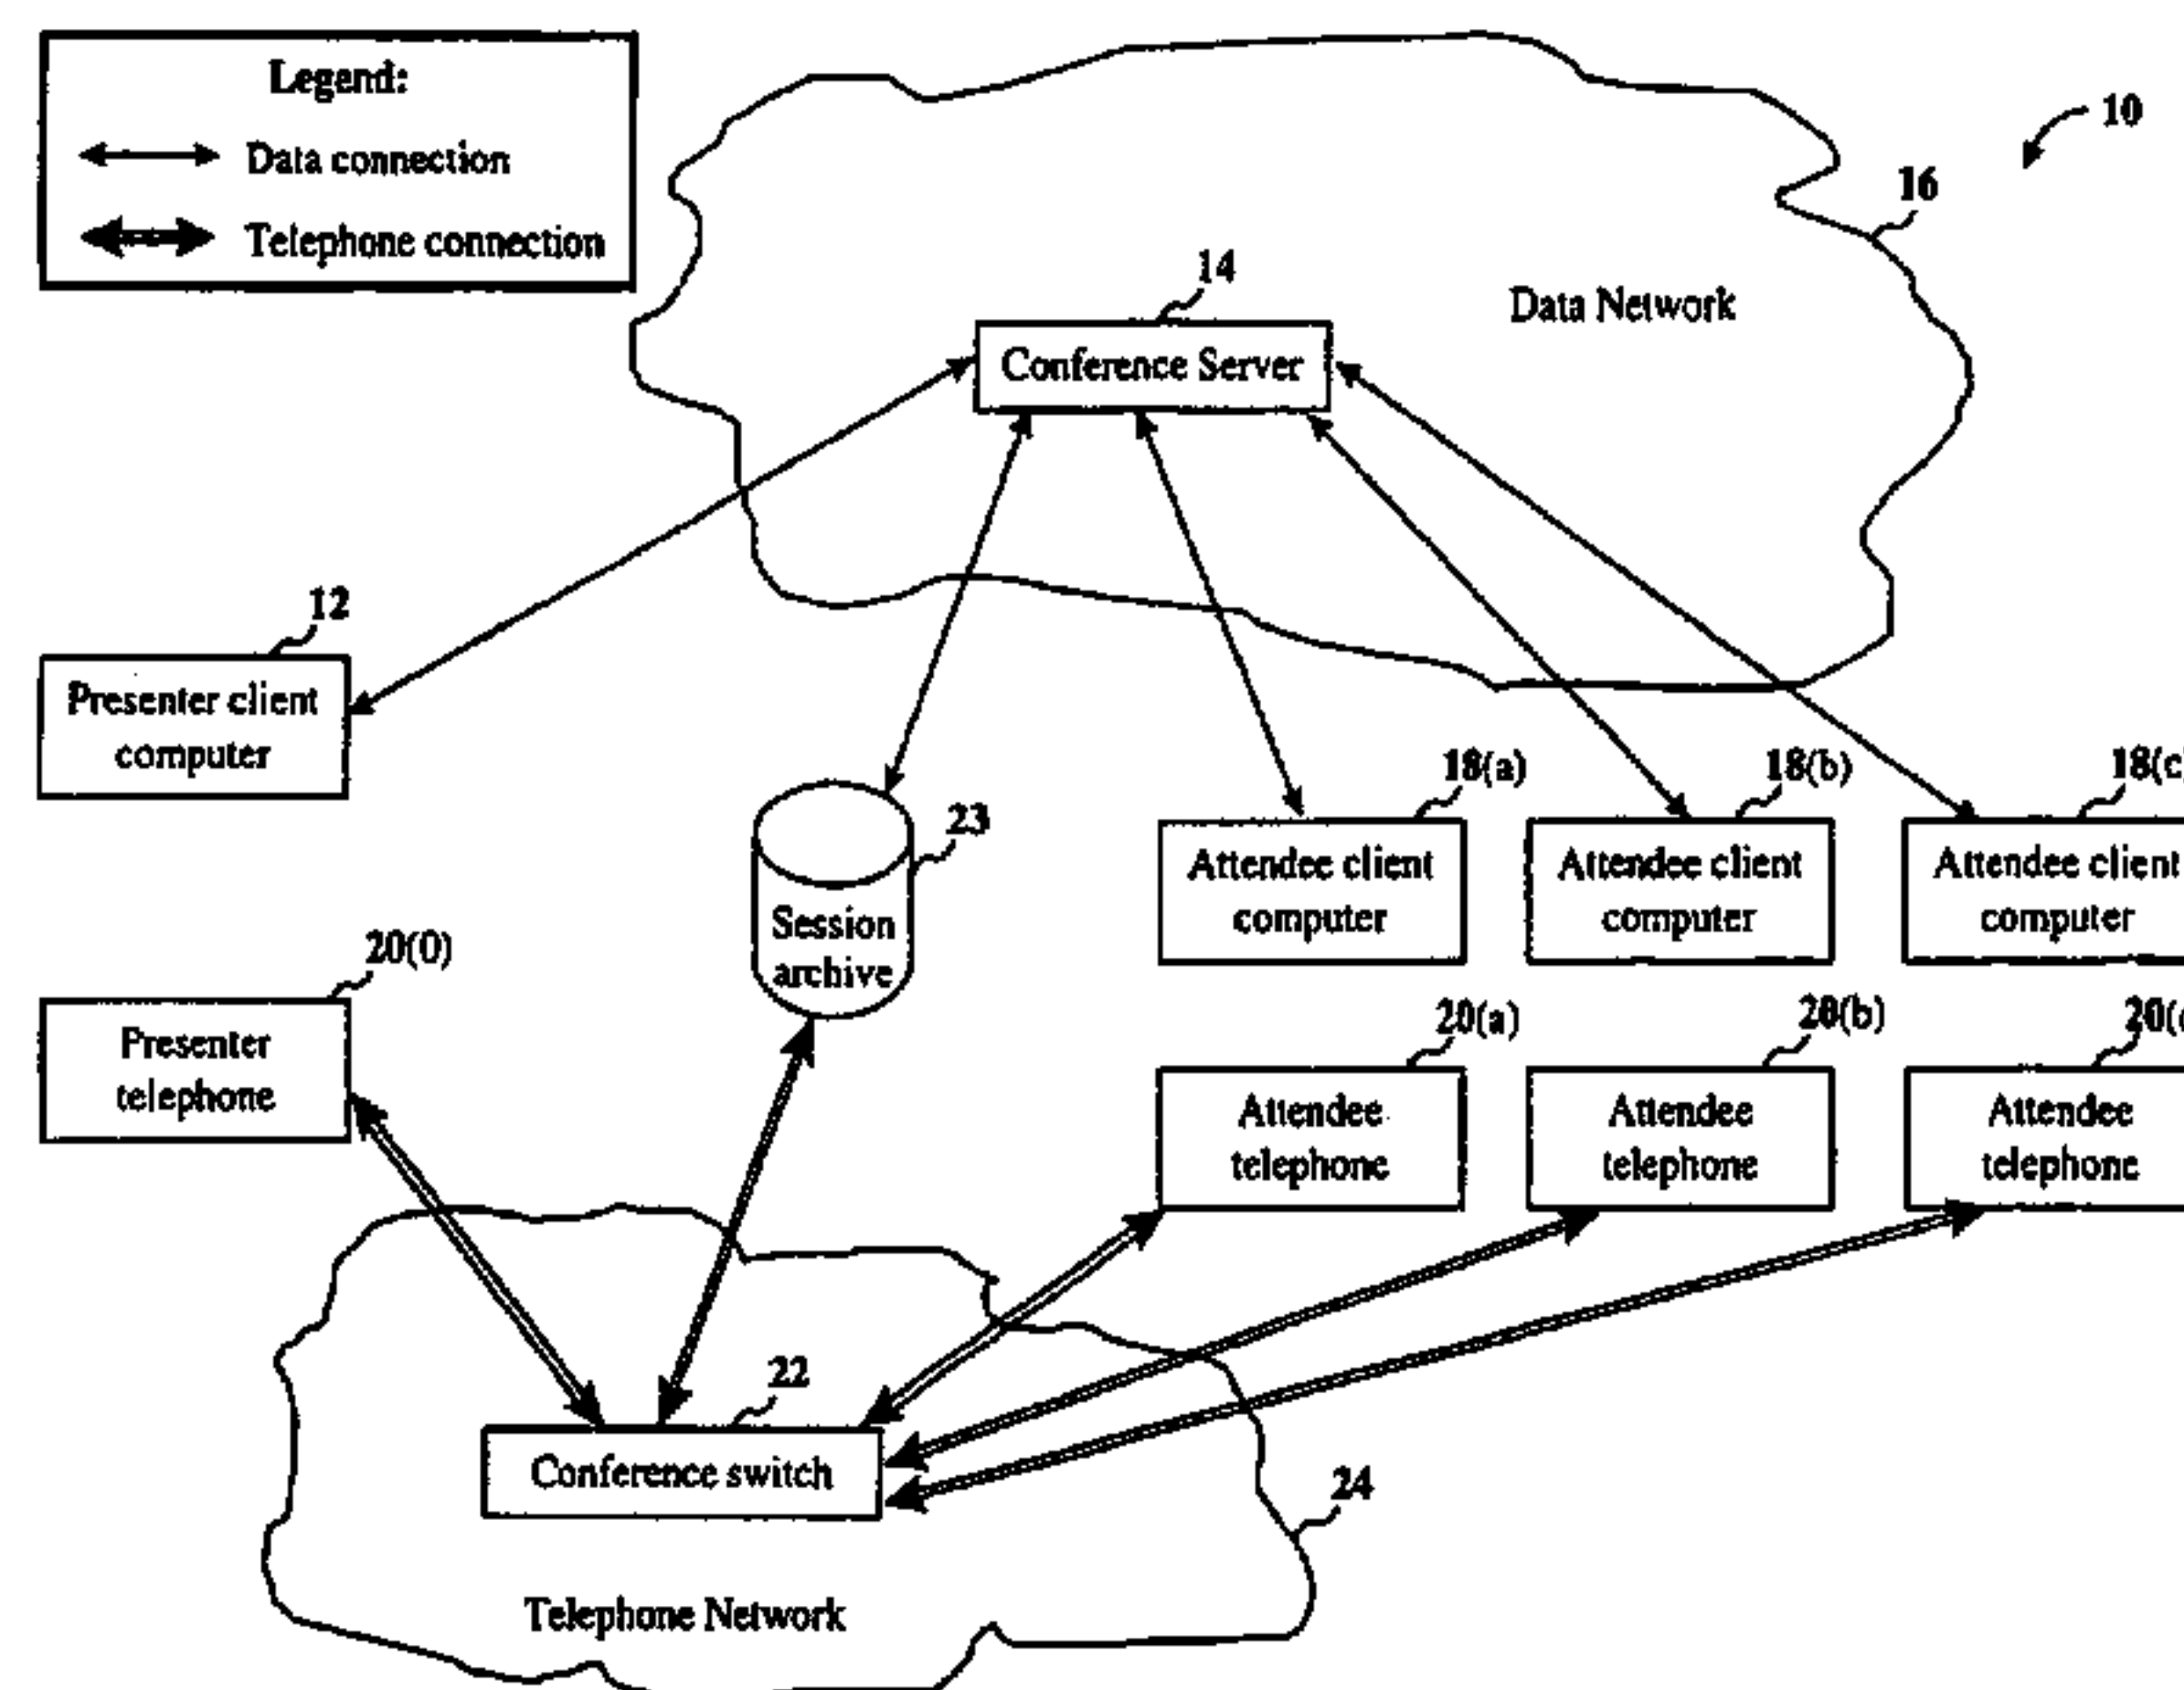 Legend:
Data connection
Telephone connection
10
16
14
Data Network
Conference Server
12
Presenter client
computer
18(a)
18(b)
18(c
23
Attendee client
computer
Attendee client
computer
Attendee client
computer
Session
archive
20(0)
Presenter
telephone
20(a)
20(b)
20(c
Attendee
telephone
Attendee
telephone
Attendee
telephone
22
Conference switch
24
Telephone Network